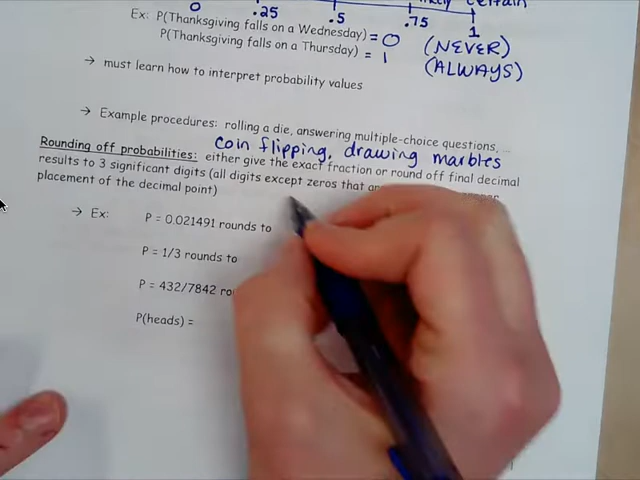 likely certain
0 .25 .5 .75 1
Ex: P(Thanksgiving falls on a Wednesday) = 0 (NEVER)
P(Thanksgiving falls on a Thursday) = 1 (ALWAYS)
→ must learn how to interpret probability values
→ Example procedures: rolling a die, answering multiple-choice questions,
coin flipping, drawing marbles
Rounding off probabilities: either give the exact fraction or round off final decimal
results to 3 significant digits (all digits except zeros that
placement of the decimal point)
→ Ex: P = 0.021491 rounds to
P = 1/3 rounds to
P = 432/7842
P(heads) =